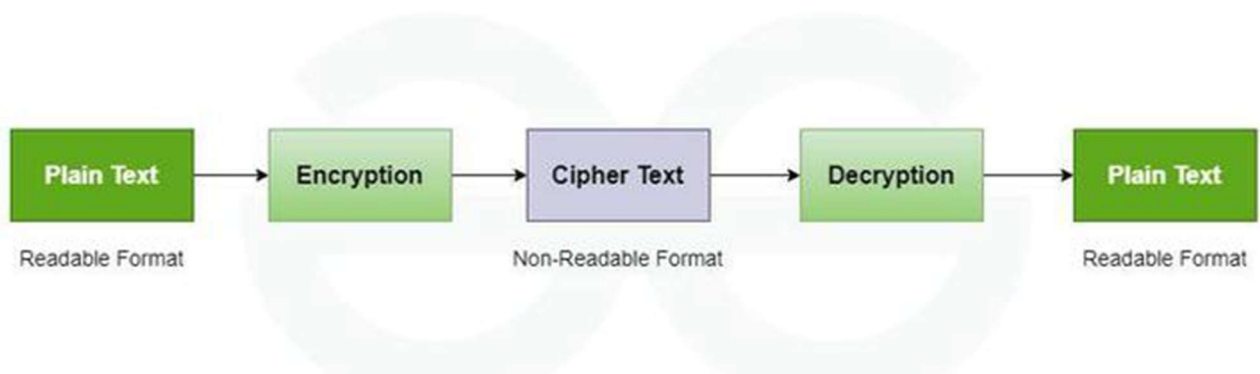 Plain Text
Encryption
Cipher Text
Decryption
Plain Text
Readable Format
Non-Readable Format
Readable Format